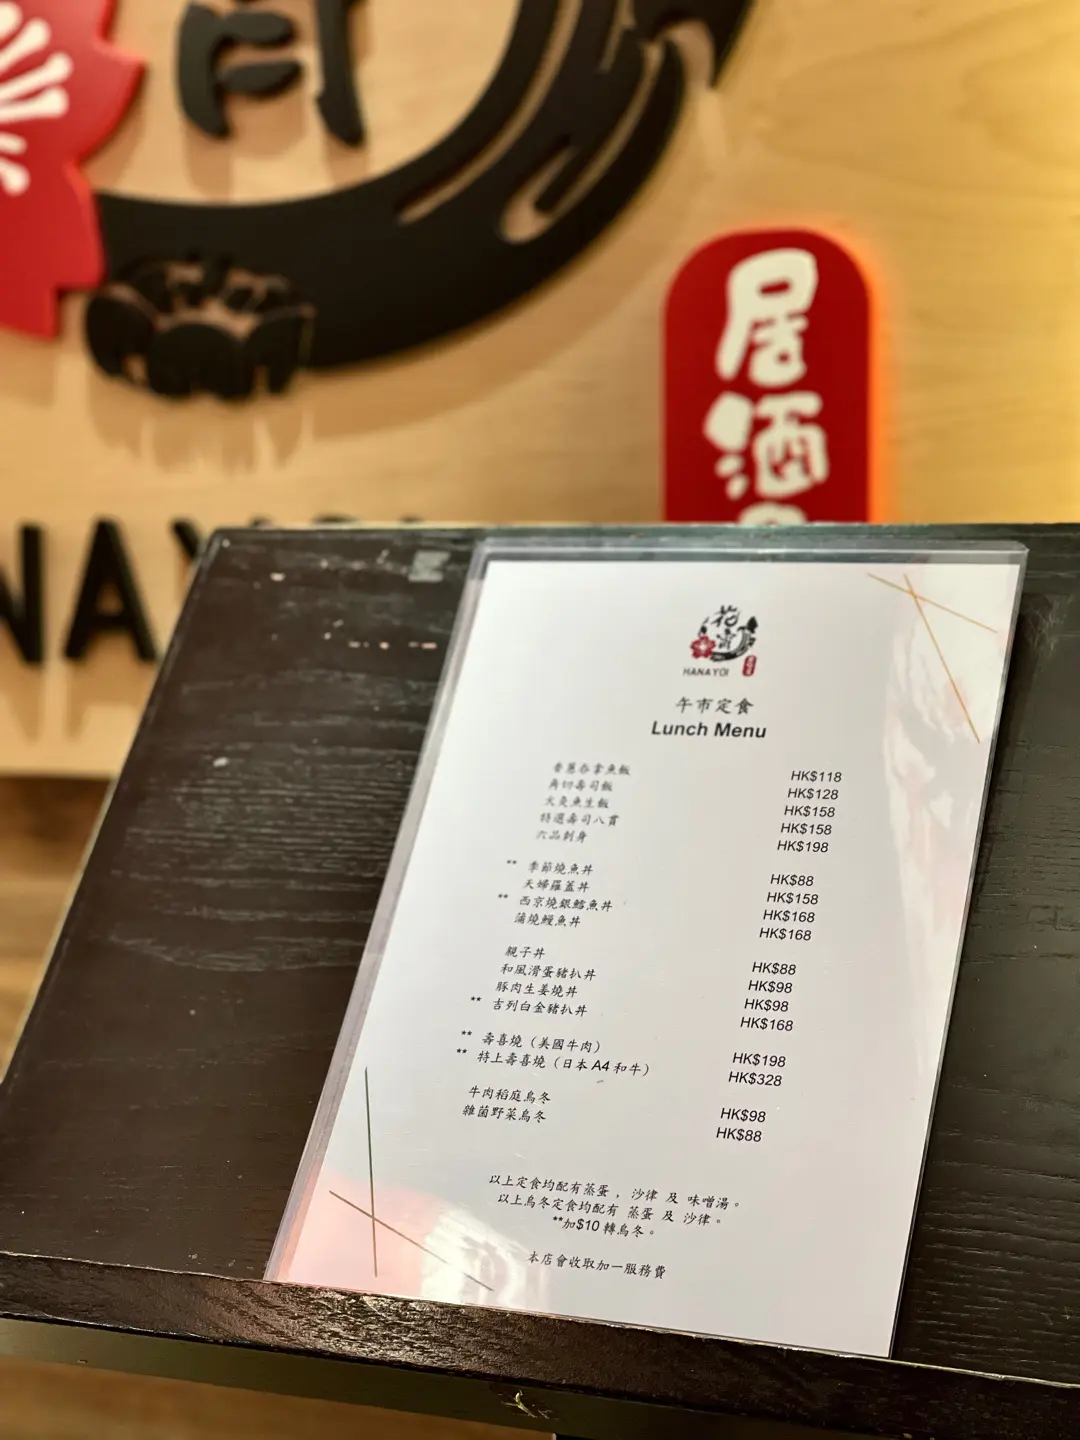 宵
居酒
NAY
花宵
HANAYOI
午市定食
Lunch Menu
香蔥吞拿魚飯 HK$118
角切壽司飯 HK$128
火炙魚生飯 HK$158
特選壽司八貫 HK$158
六品刺身 HK$198
** 季節燒魚丼 HK$88
天婦羅蓋丼 HK$158
** 西京燒銀鱈魚丼 HK$168
蒲燒鰻魚丼 HK$168
親子丼 HK$88
和風滑蛋豬扒丼 HK$98
豚肉生姜燒丼 HK$98
** 吉列白金豬扒丼 HK$168
** 壽喜燒（美國牛肉） HK$198
** 特上壽喜燒（日本 A4 和牛） HK$328
牛肉稻庭烏冬 HK$98
雜菌野菜烏冬 HK$88
以上定食均配有蒸蛋 , 沙律 及 味噌湯。
以上烏冬定食均配有 蒸蛋 及 沙律。
**加$10 轉烏冬。
本店會收取加一服務費